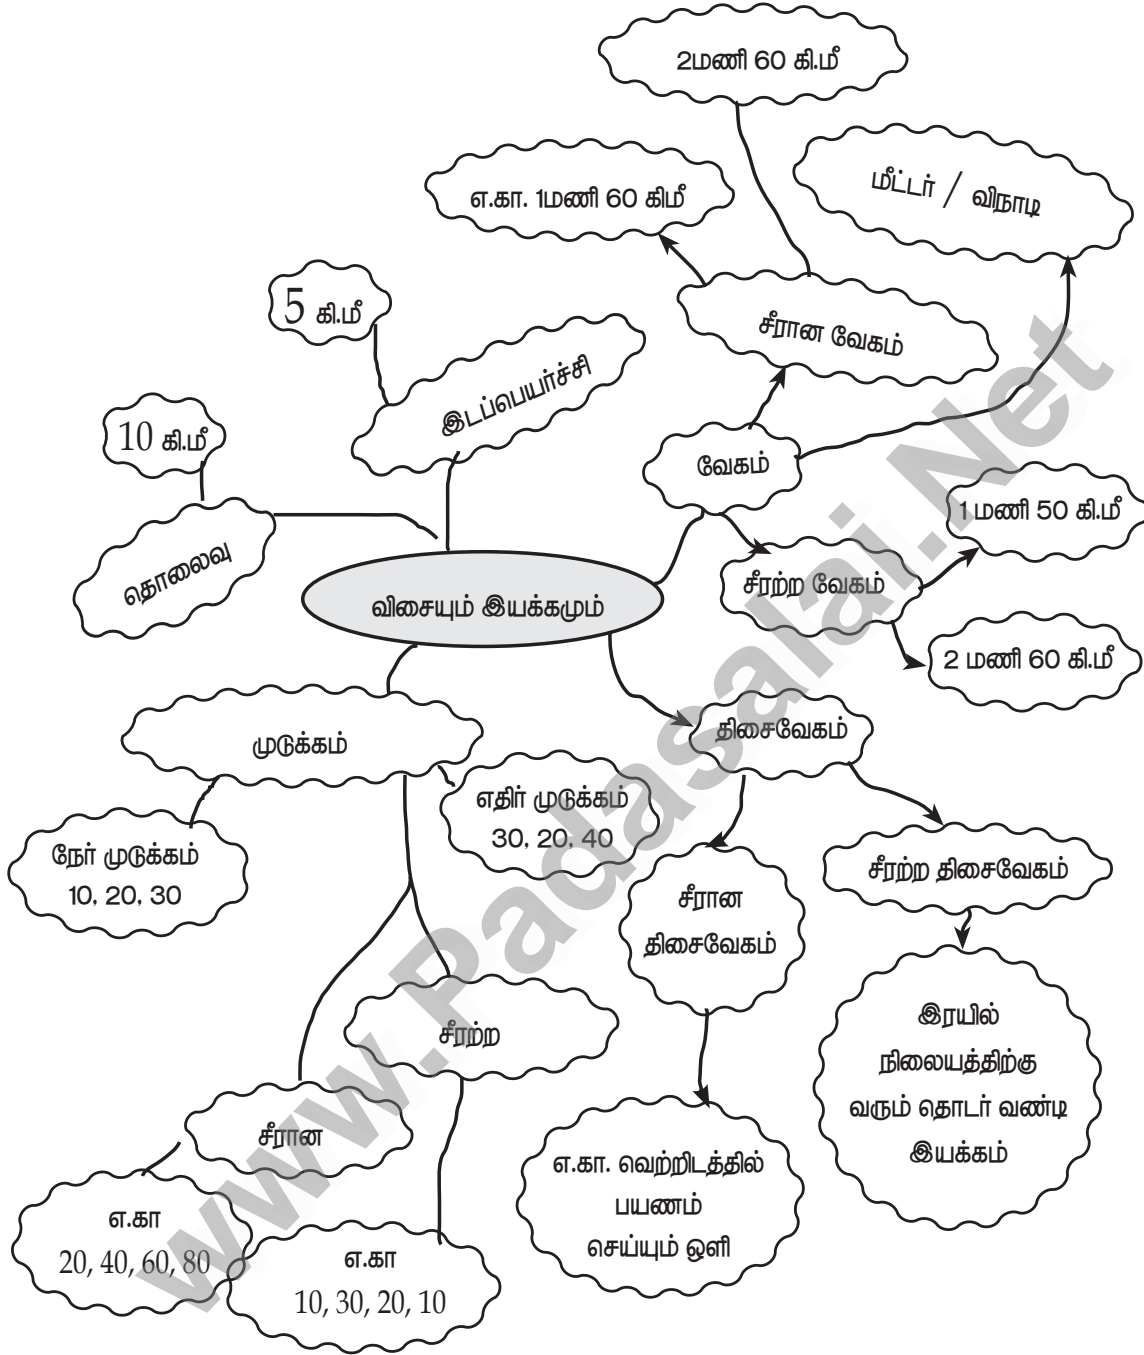 2மணி 60 கி.மீ
மீட்டர் / விநாடி
எ.கா. 1மணி 60 கிமீ
5 கி.மீ
சீரான வேகம்
இடப்பெயர்ச்சி
10 கி.மீ
வேகம்
1 மணி 50 கி.மீ
தொலைவு
சீரற்ற வேகம்
விசையும் இயக்கமும்
2 மணி 60 கி.மீ
முடுக்கம்
திசைவேகம்
எதிர் முடுக்கம்
30, 20, 40
நேர் முடுக்கம்
10, 20, 30
சீரான
திசைவேகம்
சீரற்ற திசைவேகம்
சீரற்ற
இரயில்
நிலையத்திற்கு
வரும் தொடர் வண்டி
இயக்கம்
சீரான
எ.கா. வெற்றிடத்தில்
பயணம்
செய்யும் ஒளி
எ.கா
20, 40, 60, 80
எ.கா
10, 30, 20, 10
www.Padasalai.Net